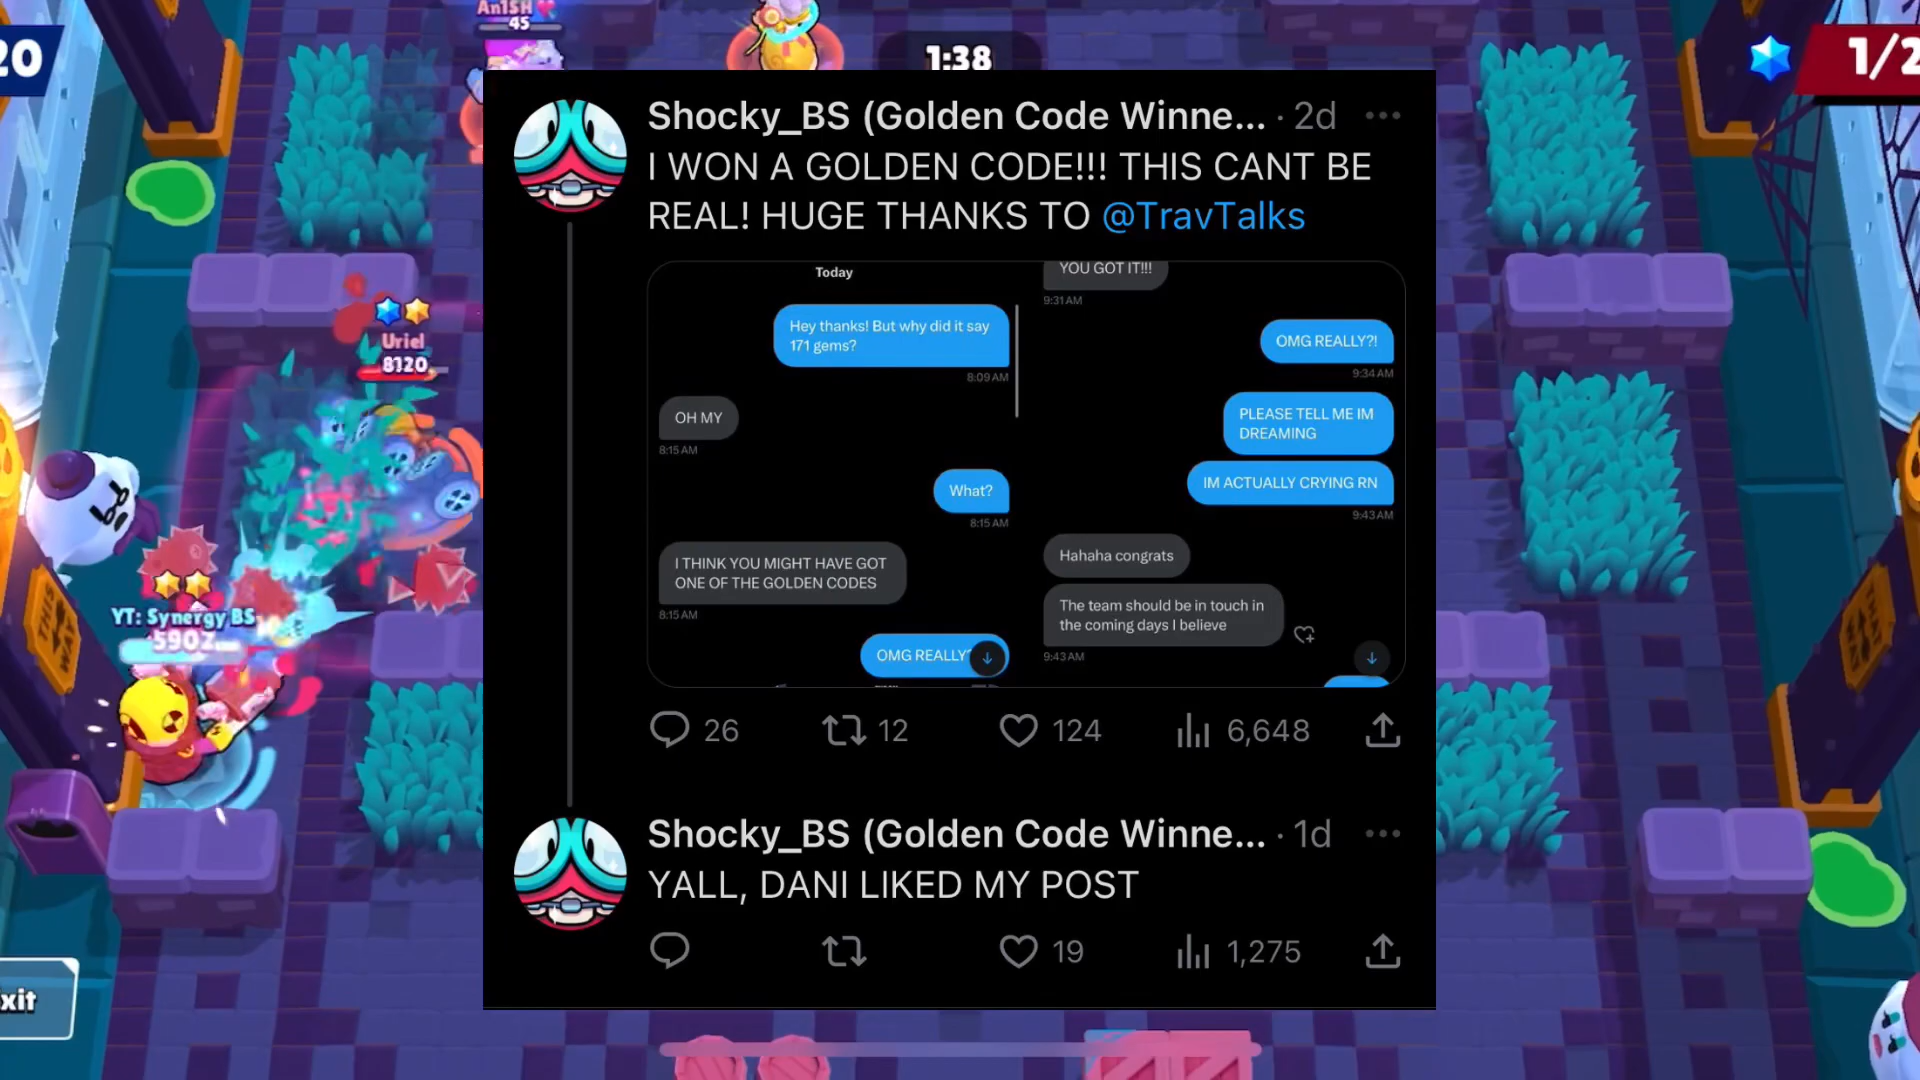 An1SH
45
20
1:38
1/2
Shocky_BS (Golden Code Winne... · 2d
I WON A GOLDEN CODE!!! THIS CANT BE
REAL! HUGE THANKS TO @TravTalks
Today
Hey thanks! But why did it say
171 gems?
8:09 AM
OH MY
8:15 AM
What?
8:15 AM
I THINK YOU MIGHT HAVE GOT
ONE OF THE GOLDEN CODES
8:15 AM
OMG REALLY?
YOU GOT IT!!!
9:31 AM
OMG REALLY?!
9:34 AM
PLEASE TELL ME IM
DREAMING
IM ACTUALLY CRYING RN
9:43 AM
Hahaha congrats
The team should be in touch in
the coming days I believe
9:43 AM
26
12
124
6,648
Shocky_BS (Golden Code Winne... · 1d
YALL, DANI LIKED MY POST
19
1,275
Uriel
8120
YT: Synergy BS
5902
THIS
WAY
xit